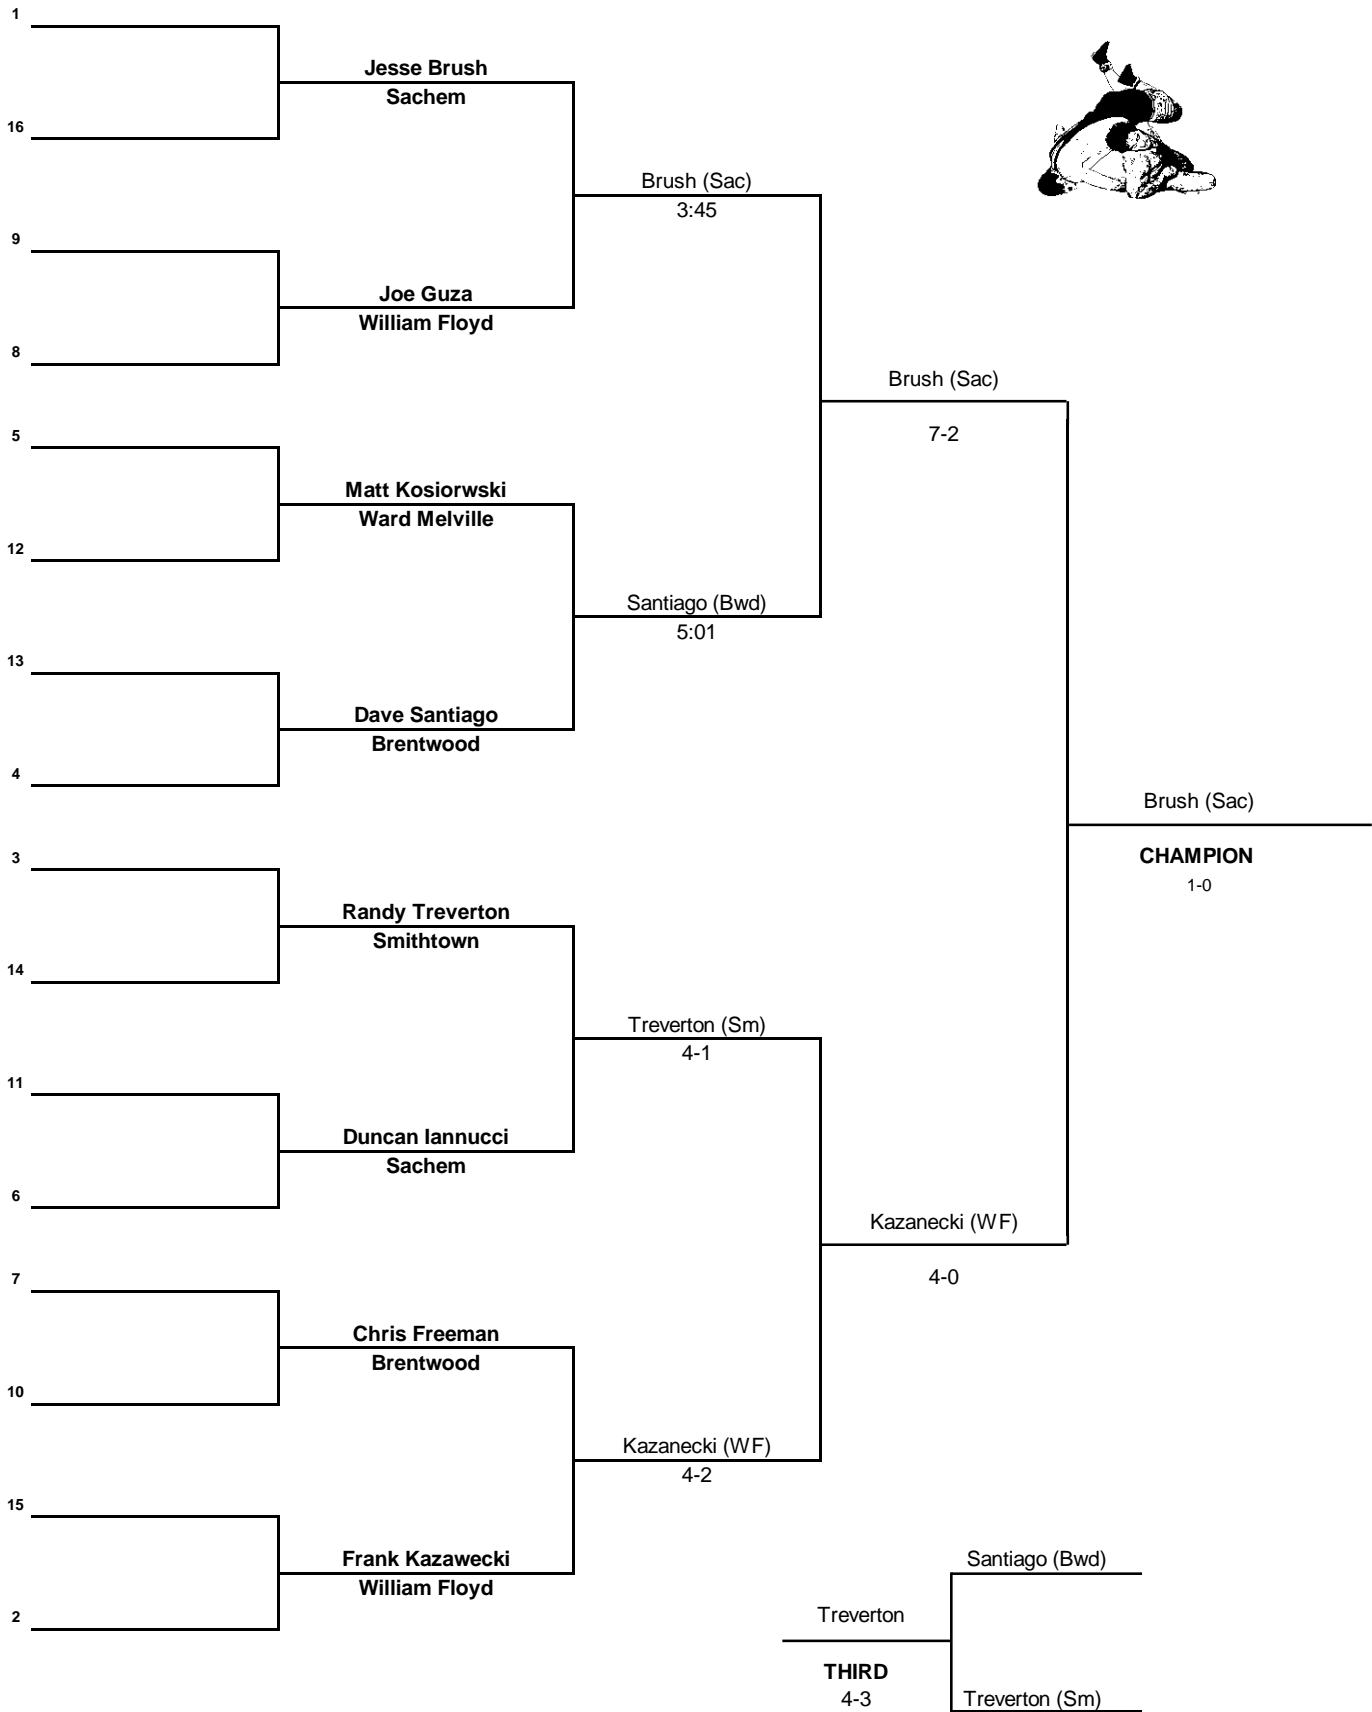 1
Jesse Brush
Sachem
16
Brush (Sac)
3:45
9
Joe Guza
William Floyd
8
Brush (Sac)
7-2
5
Matt Kosiorwski
Ward Melville
12
Santiago (Bwd)
5:01
13
Dave Santiago
Brentwood
4
Brush (Sac)
CHAMPION
1-0
3
Randy Treverton
Smithtown
14
Treverton (Sm)
4-1
11
Duncan Iannucci
Sachem
6
Kazanecki (WF)
4-0
7
Chris Freeman
Brentwood
10
Kazanecki (WF)
4-2
15
Frank Kazawecki
William Floyd
2
Santiago (Bwd)
Treverton
THIRD
4-3
Treverton (Sm)